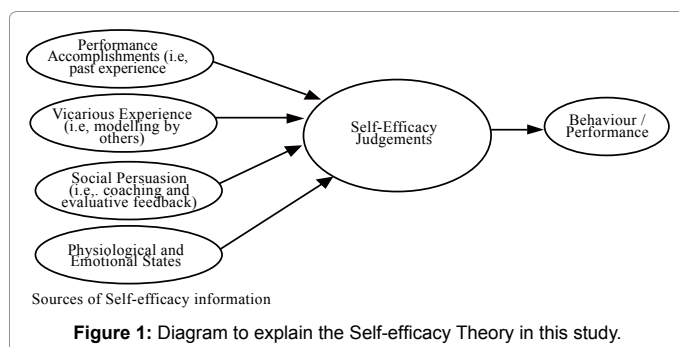 Performance
Accomplishments (i.e,
past experience
Vicarious Experience
(i.e, modelling by
others)
Social Persuasion
(i.e,. coaching and
evaluative feedback)
Physiological and
Emotional States
Self-Efficacy
Judgements
Behaviour /
Performance
Sources of Self-efficacy information
Figure 1: Diagram to explain the Self-efficacy Theory in this study.